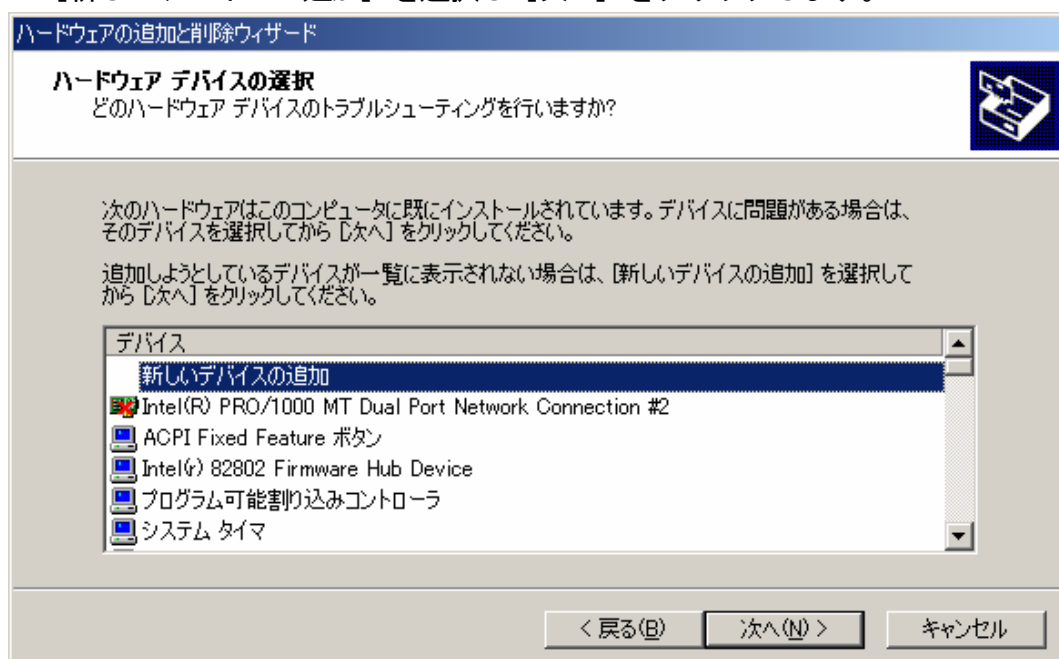 ハードウェアの追加と削除ウィザード
ハードウェア デバイスの選択
どのハードウェア デバイスのトラブルシューティングを行いますか?
次のハードウェアはこのコンピュータに既にインストールされています。デバイスに問題がある場合は、
そのデバイスを選択してから [次へ] をクリックしてください。
追加しようとしているデバイスが一覧に表示されない場合は、[新しいデバイスの追加] を選択して
から [次へ] をクリックしてください。
デバイス
新しいデバイスの追加
Intel(R) PRO/1000 MT Dual Port Network Connection #2
ACPI Fixed Feature ボタン
Intel(r) 82802 Firmware Hub Device
プログラム可能割り込みコントローラ
システム タイマ
< 戻る(B) 次へ(N) > キャンセル